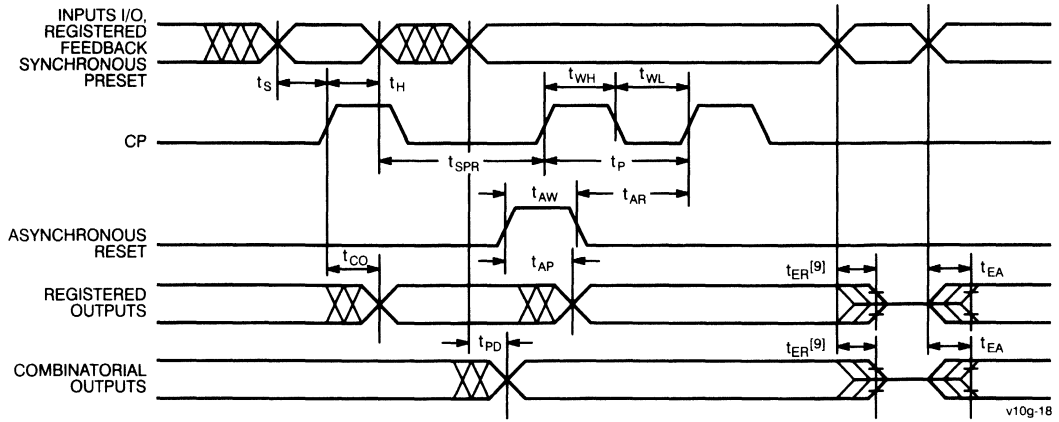 INPUTS I/O,
REGISTERED
FEEDBACK
SYNCHRONOUS
PRESET
tS
tH
tWH
tWL
CP
tSPR
tP
tAW
tAR
ASYNCHRONOUS
RESET
tCO
tAP
tER[9]
tEA
REGISTERED
OUTPUTS
tPD
tER[9]
tEA
COMBINATORIAL
OUTPUTS
v10g-18